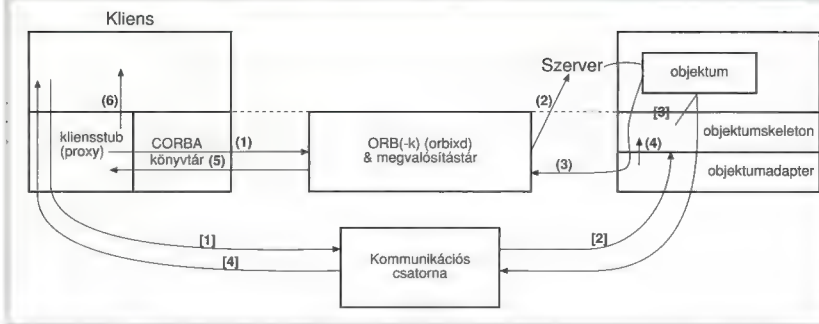 Kliens
(6)
kliensstub
(proxy)
CORBA
könyvtár
(1)
(5)
ORB(-k) (orbixd)
& megvalósítástár
(2)
Szerver
(3)
objektum
[3]
objektumskeleton
(4)
objektumadapter
[1]
[4]
Kommunikációs
csatorna
[2]